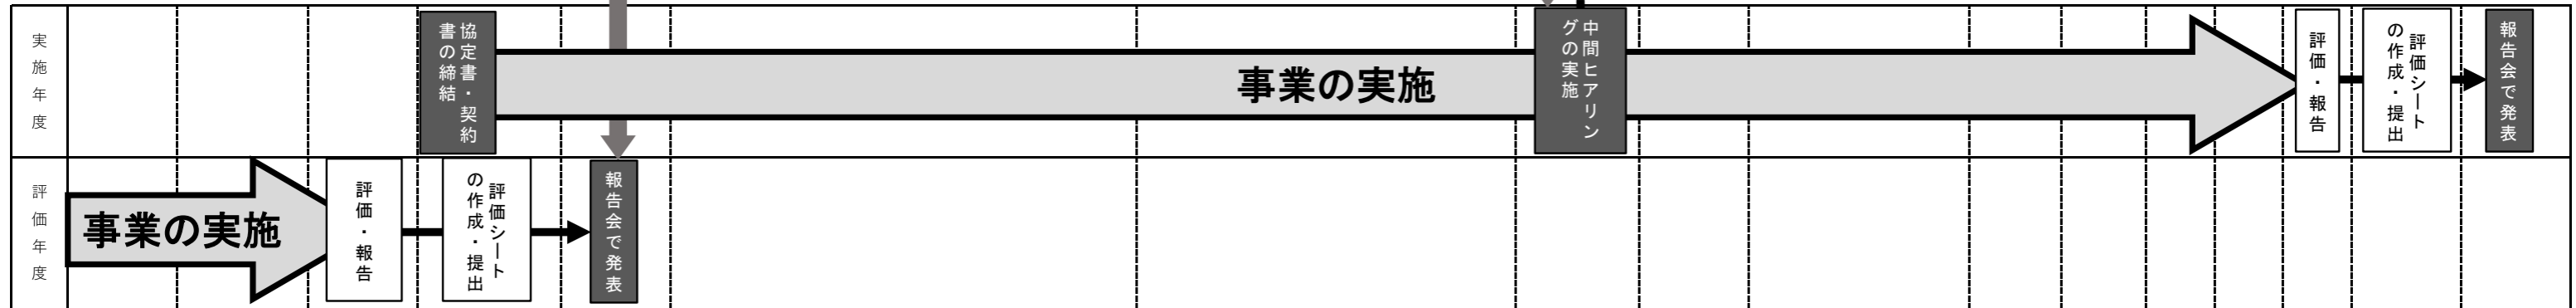 実施年度
協定書・契約
書の締結
事業の実施
中間ヒアリン
グの実施
評価・報告
評価シート
の作成・提出
報告会で発表
評価年度
事業の実施
評価・報告
評価シート
の作成・提出
報告会で発表